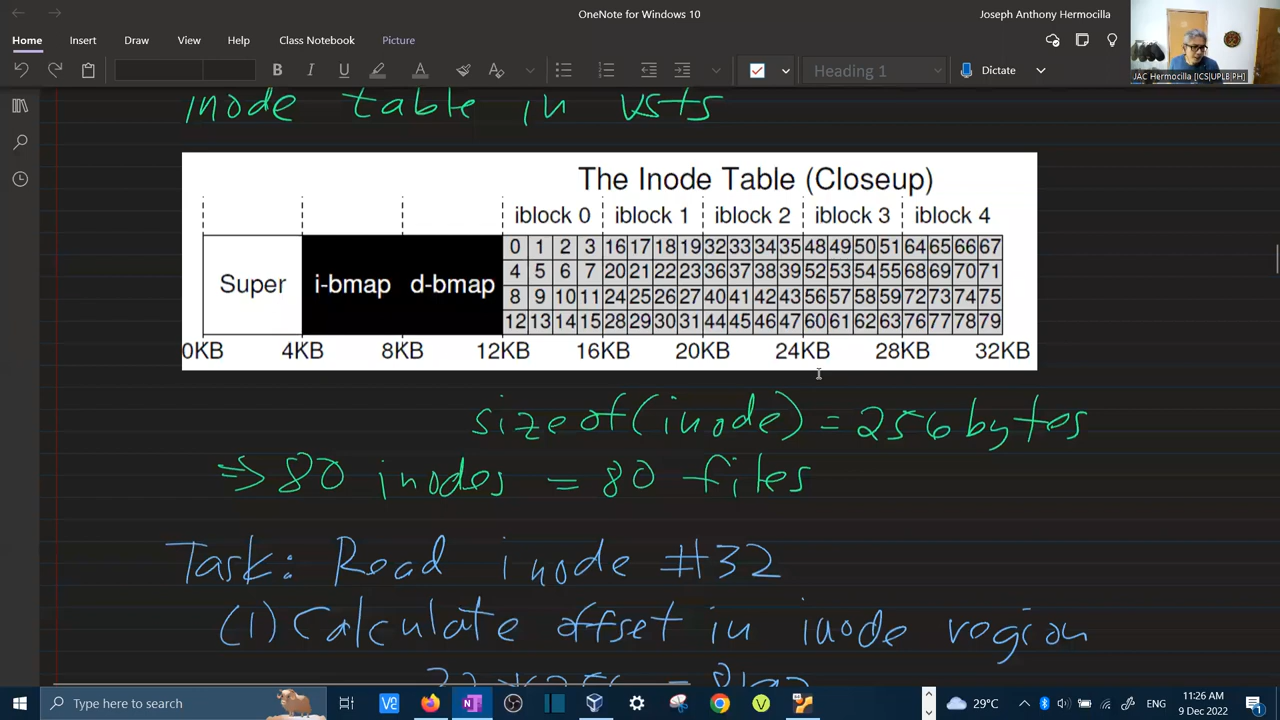 OneNote for Windows 10
Joseph Anthony Hermocilla
Home Insert Draw View Help Class Notebook Picture
B I U A Heading 1 Dictate
JAC Hermocilla [ICS|UPLB PH]
inode table in vsfs
The Inode Table (Closeup)
iblock 0 iblock 1 iblock 2 iblock 3 iblock 4
0 1 2 3 16 17 18 19 32 33 34 35 48 49 50 51 64 65 66 67
4 5 6 7 20 21 22 23 36 37 38 39 52 53 54 55 68 69 70 71
Super i-bmap d-bmap
8 9 10 11 24 25 26 27 40 41 42 43 56 57 58 59 72 73 74 75
12 13 14 15 28 29 30 31 44 45 46 47 60 61 62 63 76 77 78 79
0KB 4KB 8KB 12KB 16KB 20KB 24KB 28KB 32KB
sizeof(inode) = 256 bytes
⇒ 80 inodes = 80 files
Task: Read inode #32
(1) Calculate offset in inode region
Type here to search
29°C
11:26 AM
9 Dec 2022